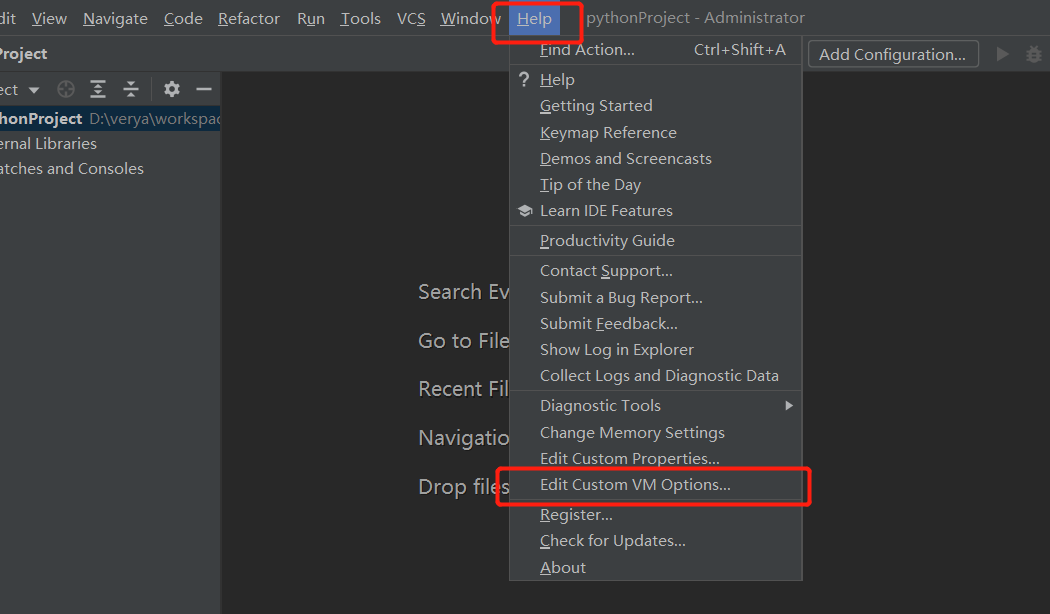 dit View Navigate Code Refactor Run Tools VCS Window Help pythonProject - Administrator
Project
Add Configuration...
ect
honProject D:\verya\workspac
ernal Libraries
atches and Consoles
Search Ev
Go to File
Recent Fil
Navigatio
Drop files
Find Action... Ctrl+Shift+A
? Help
Getting Started
Keymap Reference
Demos and Screencasts
Tip of the Day
Learn IDE Features
Productivity Guide
Contact Support...
Submit a Bug Report...
Submit Feedback...
Show Log in Explorer
Collect Logs and Diagnostic Data
Diagnostic Tools
Change Memory Settings
Edit Custom Properties...
Edit Custom VM Options...
Register...
Check for Updates...
About